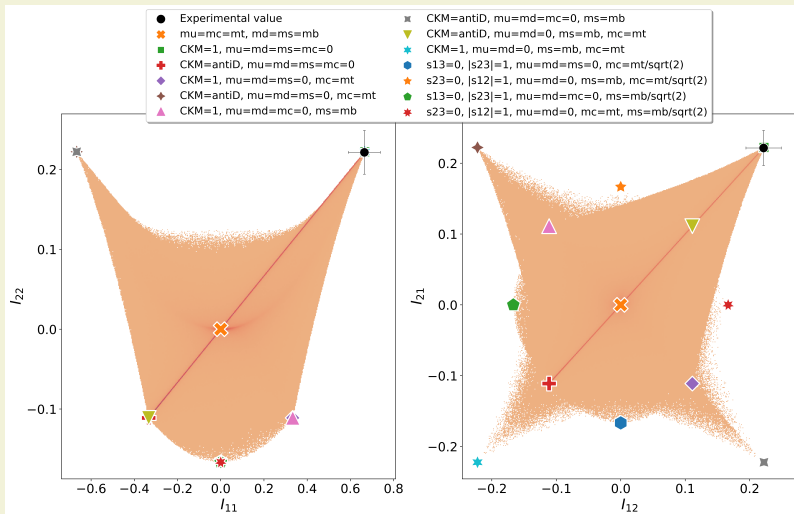 Experimental value
mu=mc=mt, md=ms=mb
CKM=1, mu=md=ms=mc=0
CKM=antiD, mu=md=ms=mc=0
CKM=1, mu=md=ms=0, mc=mt
CKM=antiD, mu=md=ms=0, mc=mt
CKM=1, mu=md=mc=0, ms=mb
CKM=antiD, mu=md=mc=0, ms=mb
CKM=antiD, mu=md=0, ms=mb, mc=mt
CKM=1, mu=md=0, ms=mb, mc=mt
s13=0, |s23|=1, mu=md=ms=0, mc=mt/sqrt(2)
s23=0, |s12|=1, mu=md=0, ms=mb, mc=mt/sqrt(2)
s13=0, |s23|=1, mu=md=mc=0, ms=mb/sqrt(2)
s23=0, |s12|=1, mu=md=0, mc=mt, ms=mb/sqrt(2)
0.2
0.1
0.0
−0.1
I22
−0.6 −0.4 −0.2 0.0 0.2 0.4 0.6 0.8
I11
0.2
0.1
0.0
−0.1
−0.2
I21
−0.2 −0.1 0.0 0.1 0.2
I12